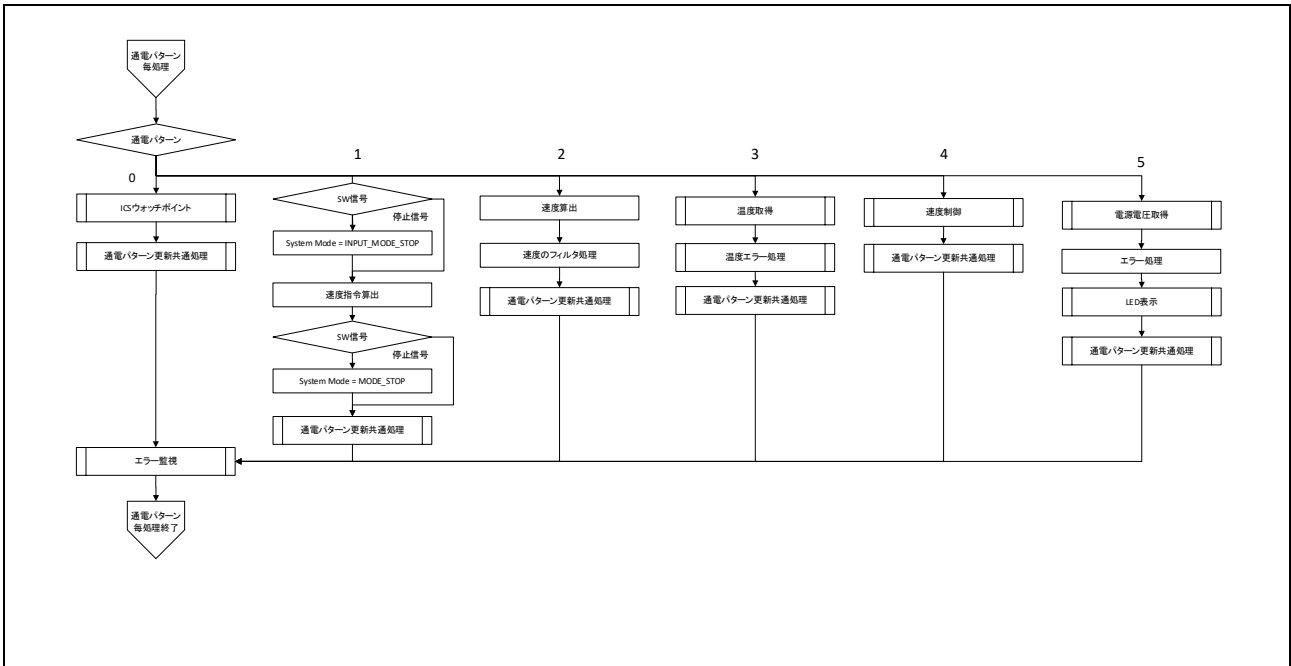 通電パターン
毎処理
通電パターン
0
ICSウォッチポイント
通電パターン更新共通処理
1
SW信号
停止信号
System Mode = INPUT_MODE_STOP
速度指令算出
SW信号
停止信号
System Mode = MODE_STOP
通電パターン更新共通処理
2
速度算出
速度のフィルタ処理
通電パターン更新共通処理
3
温度取得
温度エラー処理
通電パターン更新共通処理
4
速度制御
通電パターン更新共通処理
5
電源電圧取得
エラー処理
LED表示
通電パターン更新共通処理
エラー監視
通電パターン
毎処理終了